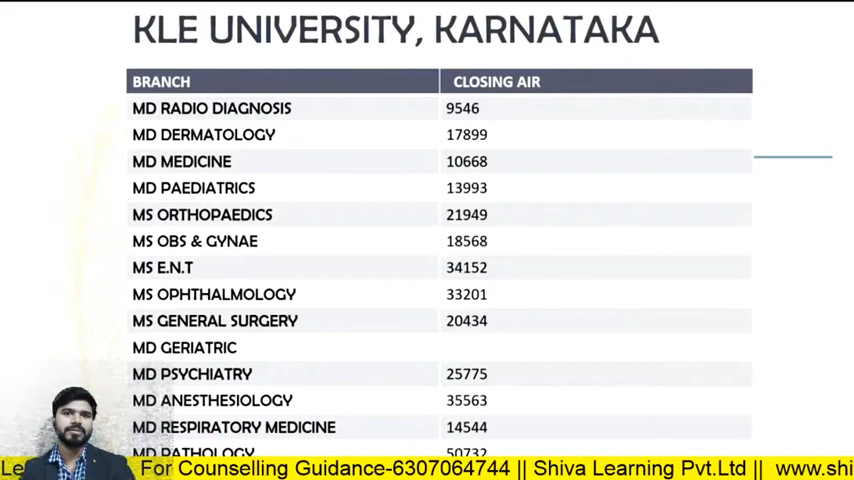 KLE UNIVERSITY, KARNATAKA
BRANCH CLOSING AIR
MD RADIO DIAGNOSIS 9546
MD DERMATOLOGY 17899
MD MEDICINE 10668
MD PAEDIATRICS 13993
MS ORTHOPAEDICS 21949
MS OBS & GYNAE 18568
MS E.N.T 34152
MS OPHTHALMOLOGY 33201
MS GENERAL SURGERY 20434
MD GERIATRIC
MD PSYCHIATRY 25775
MD ANESTHESIOLOGY 35563
MD RESPIRATORY MEDICINE 14544
MD PATHOLOGY 50732
Le For Counselling Guidance-6307064744 || Shiva Learning Pvt.Ltd || www.shi